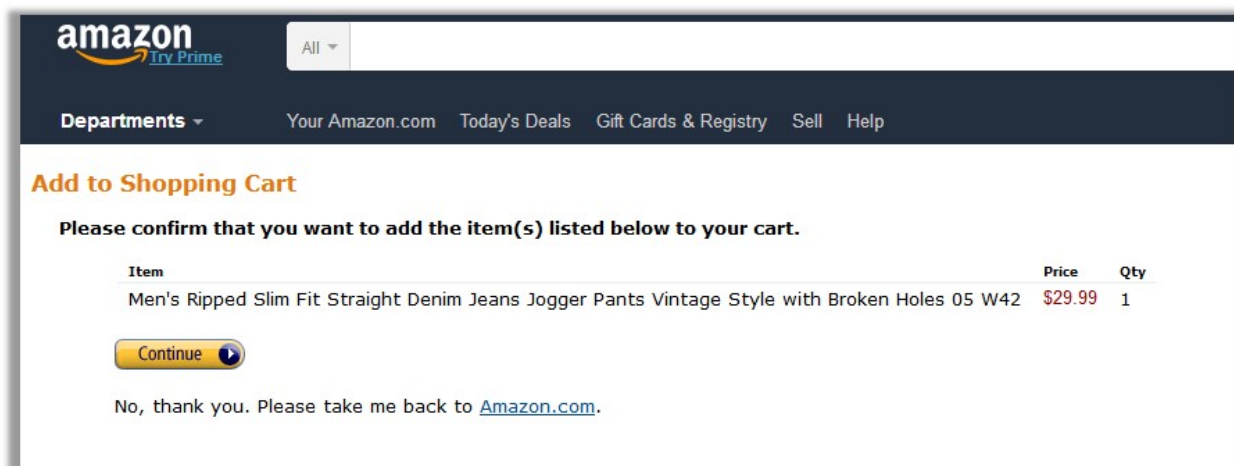 amazon
Try Prime
All
Departments Your Amazon.com Today's Deals Gift Cards & Registry Sell Help
Add to Shopping Cart
Please confirm that you want to add the item(s) listed below to your cart.
Item Price Qty
Men's Ripped Slim Fit Straight Denim Jeans Jogger Pants Vintage Style with Broken Holes 05 W42 $29.99 1
Continue
No, thank you. Please take me back to Amazon.com.